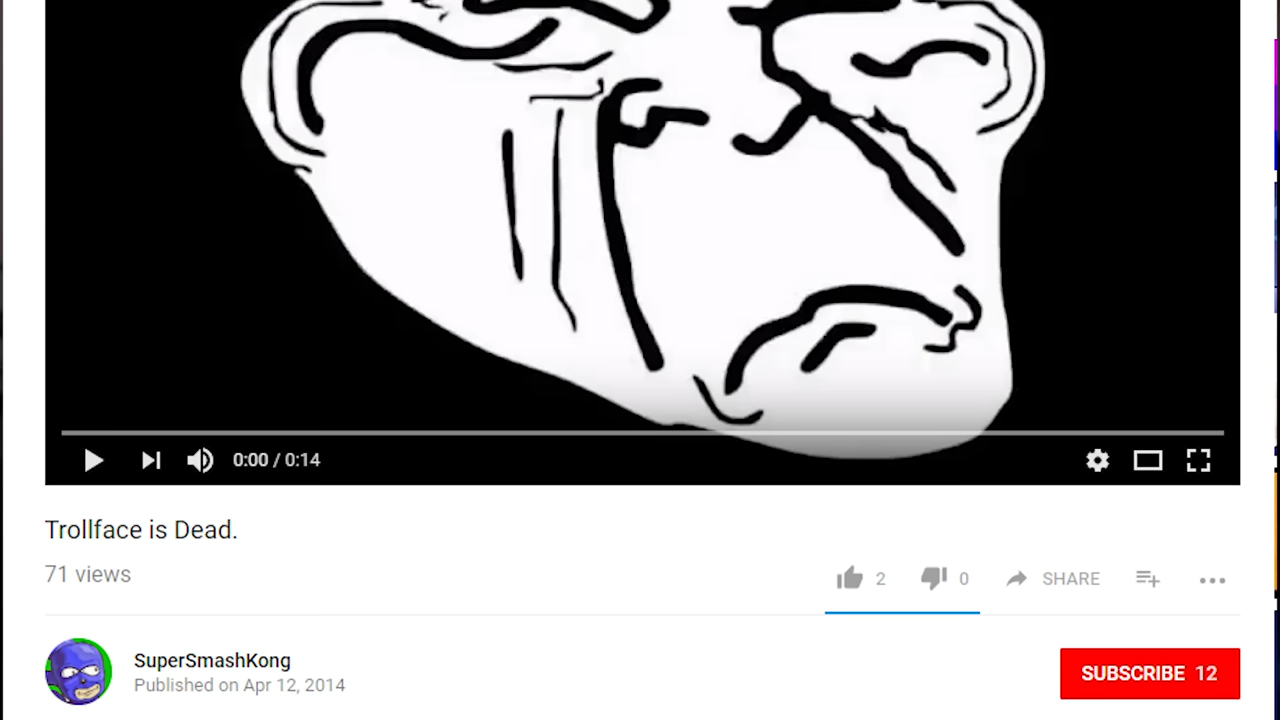 0:00 / 0:14
Trollface is Dead.
71 views
2 0 SHARE
SuperSmashKong
Published on Apr 12, 2014
SUBSCRIBE 12